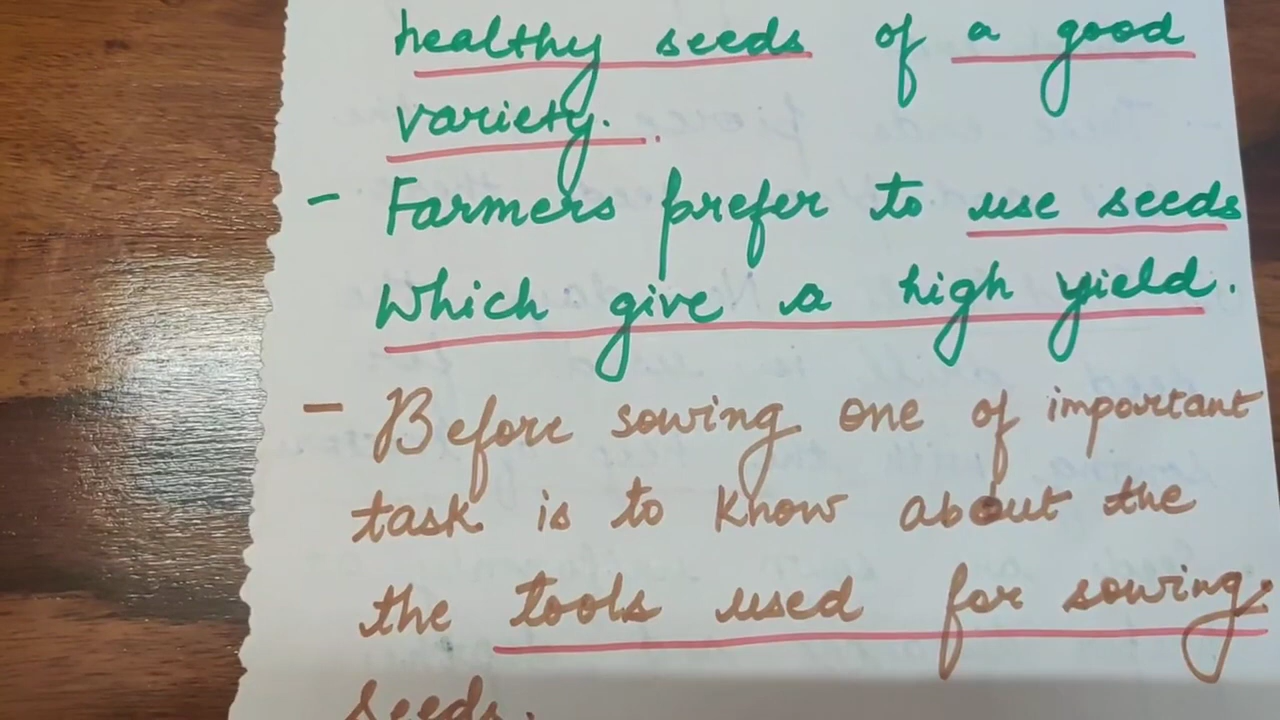 healthy seeds of a good
variety.
- Farmers prefer to use seeds
which give a high yield.
- Before sowing one of important
task is to know about the
the tools used for sowing.
seeds.